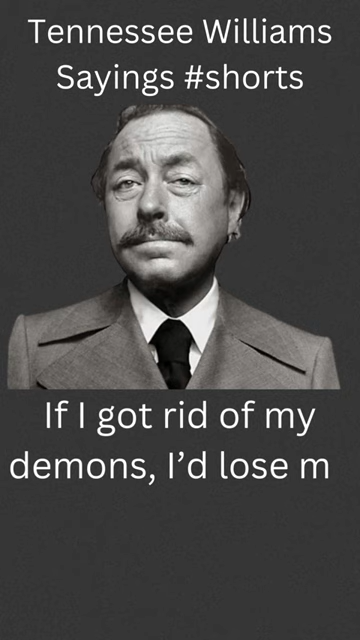 Tennessee Williams
Sayings #shorts
If I got rid of my
demons, I’d lose m